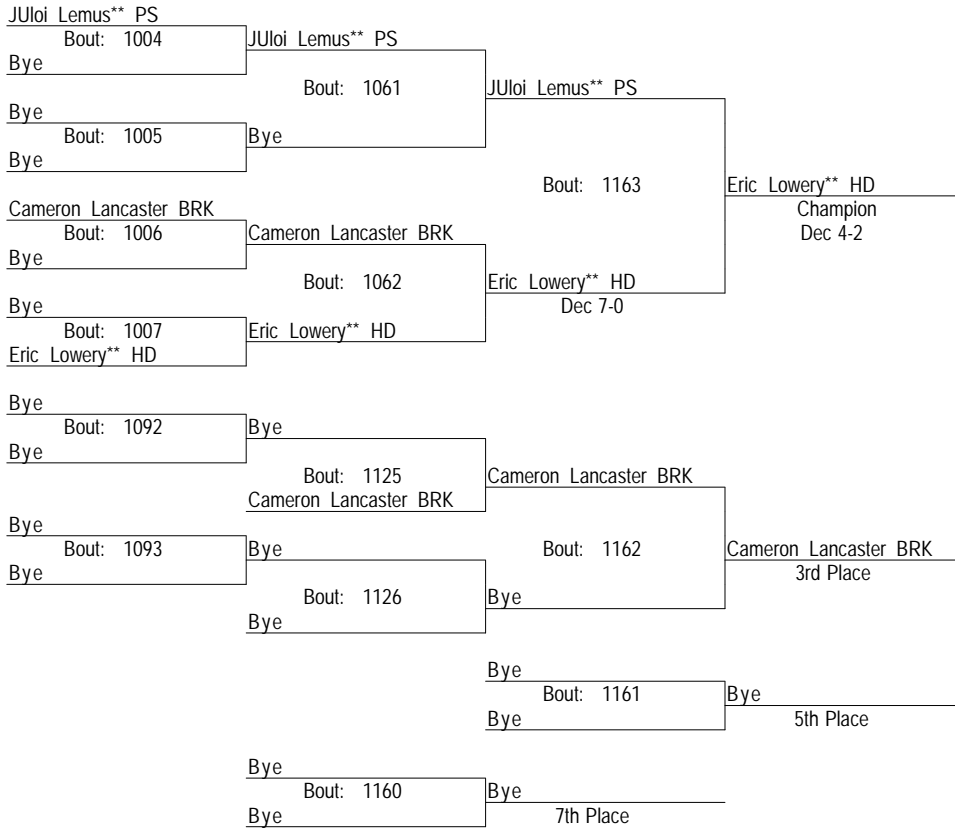 JUloi Lemus** PS
Bout: 1004
JUloi Lemus** PS
Bye
Bout: 1061
JUloi Lemus** PS
Bye
Bout: 1005
Bye
Bye
Bout: 1163
Eric Lowery** HD
Champion
Dec 4-2
Cameron Lancaster BRK
Bout: 1006
Cameron Lancaster BRK
Bye
Bout: 1062
Eric Lowery** HD
Dec 7-0
Bye
Bout: 1007
Eric Lowery** HD
Eric Lowery** HD
Bye
Bout: 1092
Bye
Bye
Bout: 1125
Cameron Lancaster BRK
Cameron Lancaster BRK
Bye
Bout: 1093
Bye
Bye
Bout: 1162
Cameron Lancaster BRK
3rd Place
Bout: 1126
Bye
Bye
Bye
Bout: 1161
Bye
Bye
5th Place
Bye
Bout: 1160
Bye
Bye
7th Place